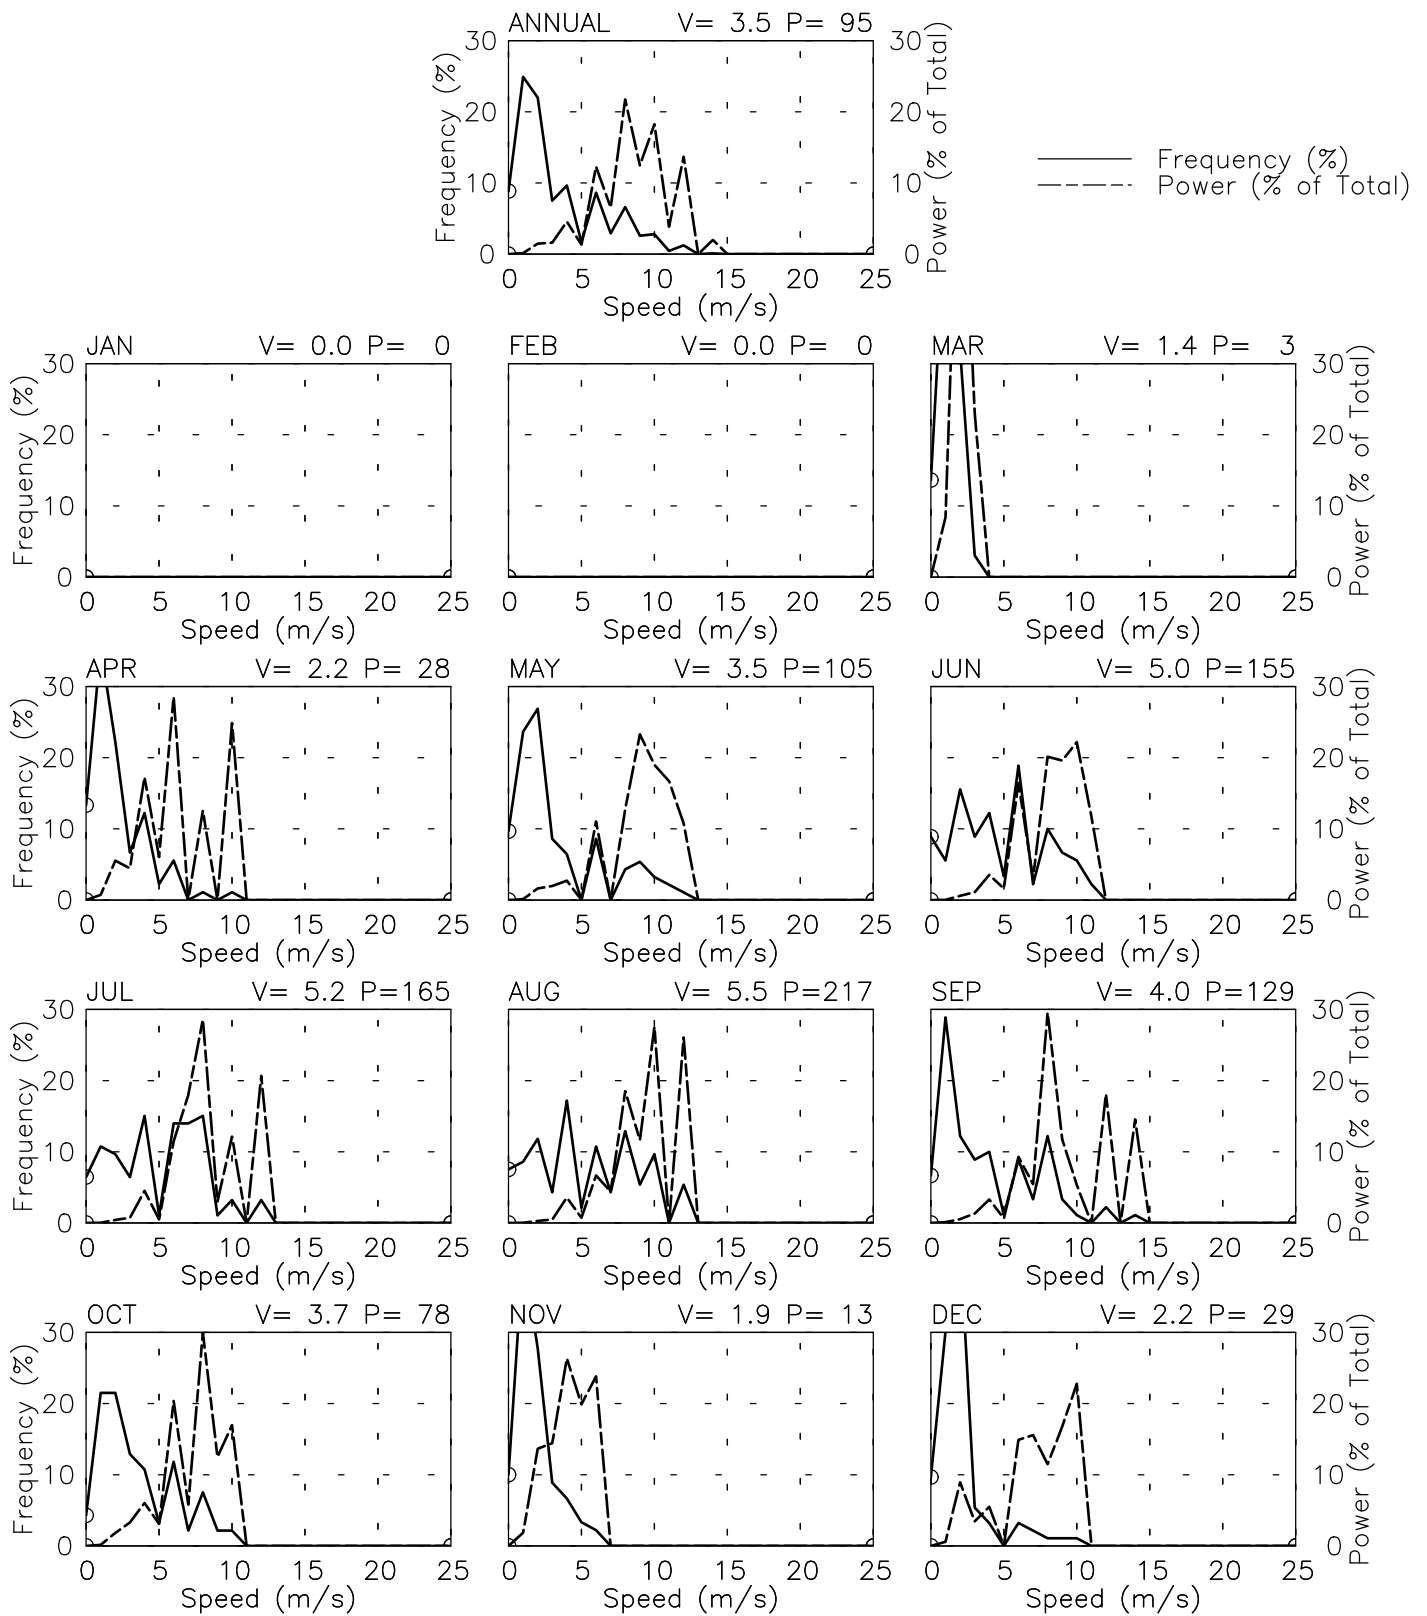 ANNUAL V= 3.5 P= 95
30 30
20 20
10 10
0 0
Frequency (%)
Power (% of Total)
0 5 10 15 20 25
Speed (m/s)
Frequency (%)
Power (% of Total)
JAN V= 0.0 P= 0
30
20
10
0
Frequency (%)
0 5 10 15 20 25
Speed (m/s)
FEB V= 0.0 P= 0
0 5 10 15 20 25
Speed (m/s)
MAR V= 1.4 P= 3
30
20
10
0
Power (% of Total)
0 5 10 15 20 25
Speed (m/s)
APR V= 2.2 P= 28
30
20
10
0
Frequency (%)
0 5 10 15 20 25
Speed (m/s)
MAY V= 3.5 P=105
0 5 10 15 20 25
Speed (m/s)
JUN V= 5.0 P=155
30
20
10
0
Power (% of Total)
0 5 10 15 20 25
Speed (m/s)
JUL V= 5.2 P=165
30
20
10
0
Frequency (%)
0 5 10 15 20 25
Speed (m/s)
AUG V= 5.5 P=217
0 5 10 15 20 25
Speed (m/s)
SEP V= 4.0 P=129
30
20
10
0
Power (% of Total)
0 5 10 15 20 25
Speed (m/s)
OCT V= 3.7 P= 78
30
20
10
0
Frequency (%)
0 5 10 15 20 25
Speed (m/s)
NOV V= 1.9 P= 13
0 5 10 15 20 25
Speed (m/s)
DEC V= 2.2 P= 29
30
20
10
0
Power (% of Total)
0 5 10 15 20 25
Speed (m/s)